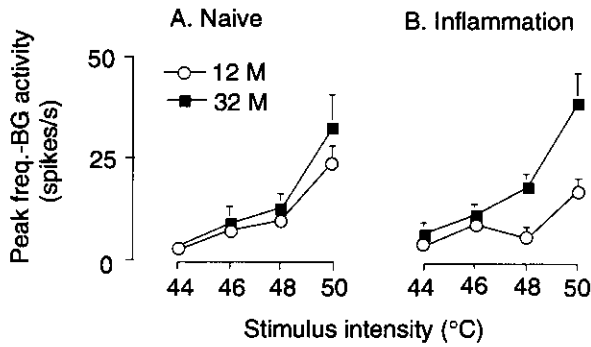 A. Naive
B. Inflammation
Peak freq.-BG activity
(spikes/s)
50
25
0
12 M
32 M
44 46 48 50
44 46 48 50
Stimulus intensity (°C)